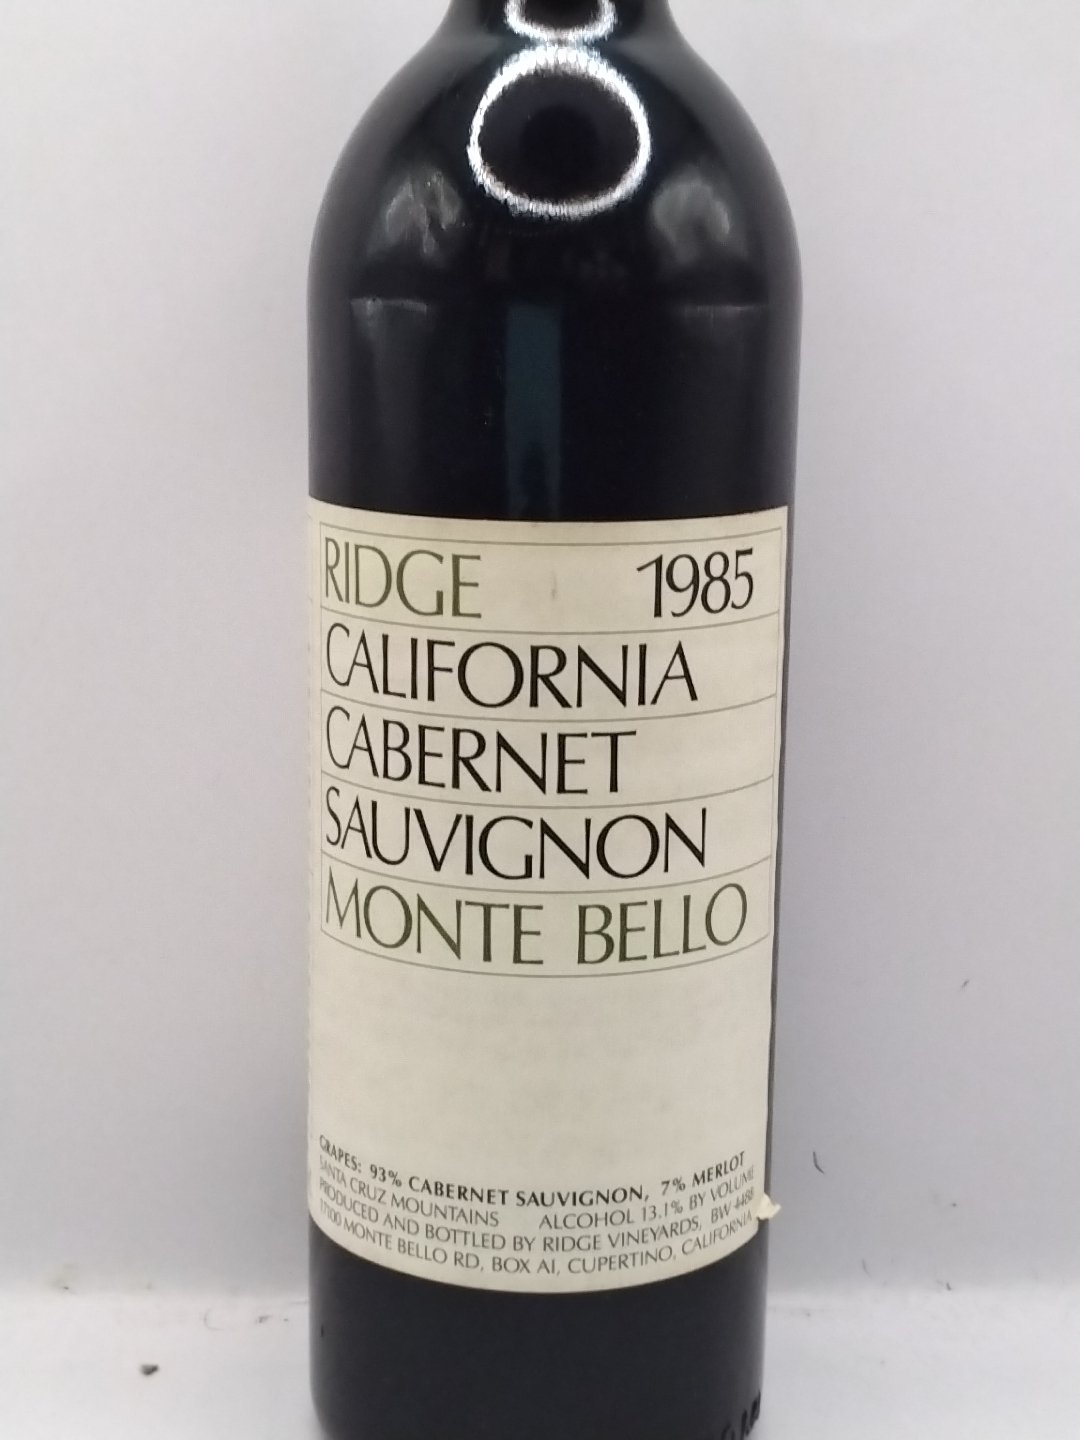 RIDGE 1985
CALIFORNIA
CABERNET
SAUVIGNON
MONTE BELLO
GRAPES: 93% CABERNET SAUVIGNON, 7% MERLOT
SANTA CRUZ MOUNTAINS ALCOHOL 13.1% BY VOLUME
PRODUCED AND BOTTLED BY RIDGE VINEYARDS, BW 4488
17100 MONTE BELLO RD, BOX AI, CUPERTINO, CALIFORNIA